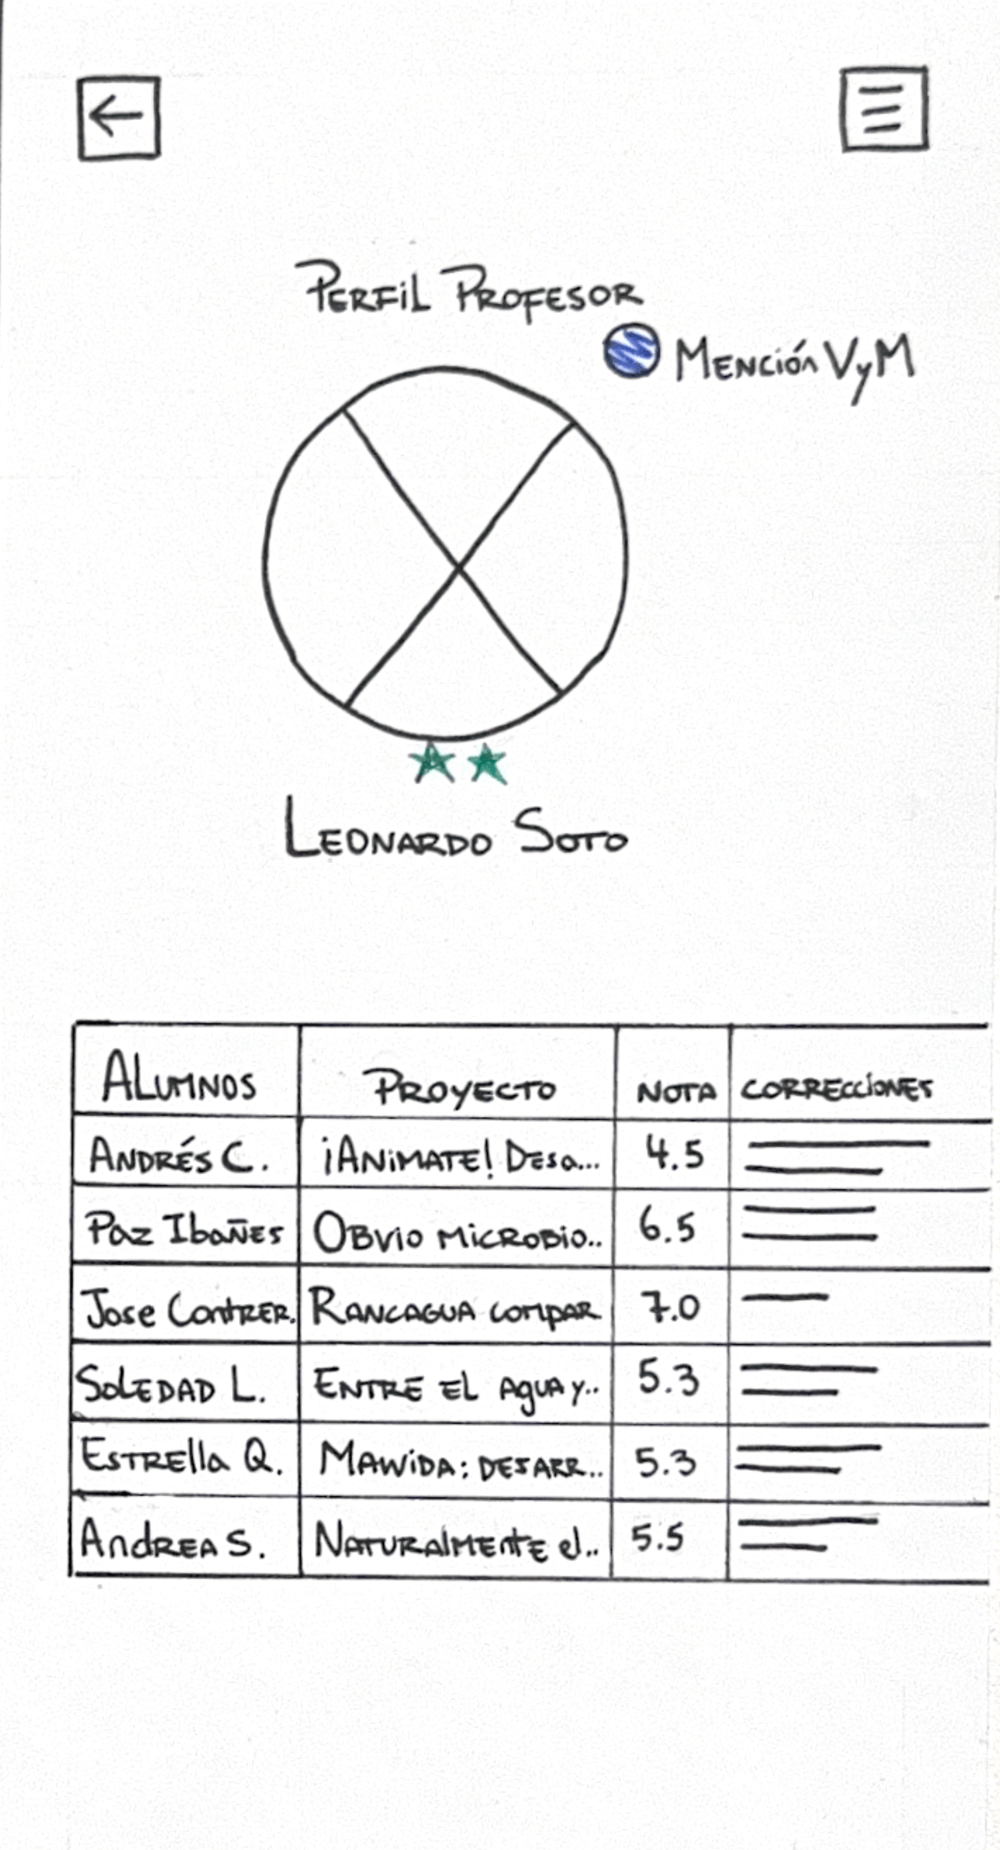 Perfil Profesor
Mención VyM
Leonardo Soto
Alumnos Proyecto Nota Correcciones
Andrés C. ¡Animate! Desa... 4.5
Paz Ibañes Obvio Microbio.. 6.5
Jose Contrer. Rancagua compar 7.0
Soledad L. Entre el agua y.. 5.3
Estrella Q. Mawida: desarr.. 5.3
Andrea S. Naturalmente el.. 5.5